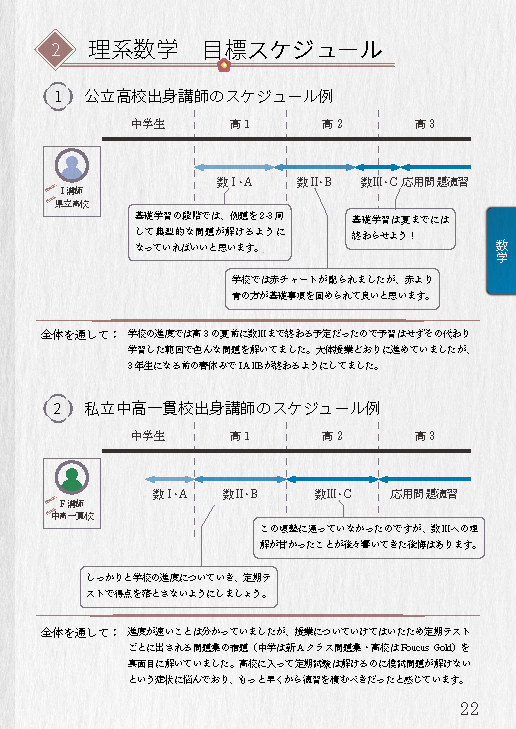 2 理系数学 目標スケジュール
1 公立高校出身講師のスケジュール例
中学生 高1 高2 高3
数Ⅰ・A 数Ⅱ・B 数Ⅲ・C 応用問題演習
I 講師
県立高校
基礎学習の段階では、例題を2-3周
して典型的な問題が解けるように
なっていればいいと思います。
基礎学習は夏までには
終わらせよう！
学校では赤チャートが配られましたが、赤より
青の方が基礎事項を固められて良いと思います。
数学
全体を通して： 学校の進度では高3の夏前に数Ⅲまで終わる予定だったので予習はせずその代わり
学習した範囲で色んな問題を解いてました。大体授業どおりに進めていましたが、
3年生になる前の春休みでⅠAⅡBが終わるようにしてました。
2 私立中高一貫校出身講師のスケジュール例
中学生 高1 高2 高3
数Ⅰ・A 数Ⅱ・B 数Ⅲ・C 応用問題演習
F 講師
中高一貫校
この頃塾に通っていなかったのですが、数Ⅲへの理
解が甘かったことが後々響いてきた後悔はあります。
しっかりと学校の進度についていき、定期テ
ストで得点を落とさないようにしましょう。
全体を通して： 進度が速いことは分かっていましたが、授業についていけてはいたため定期テスト
ごとに出される問題集の宿題（中学は新Aクラス問題集・高校はFoucus Gold）を
真面目に解いていました。高校に入って定期試験は解けるのに模試問題が解けない
という症状に悩んでおり、もっと早くから演習を積むべきだったと感じています。
22